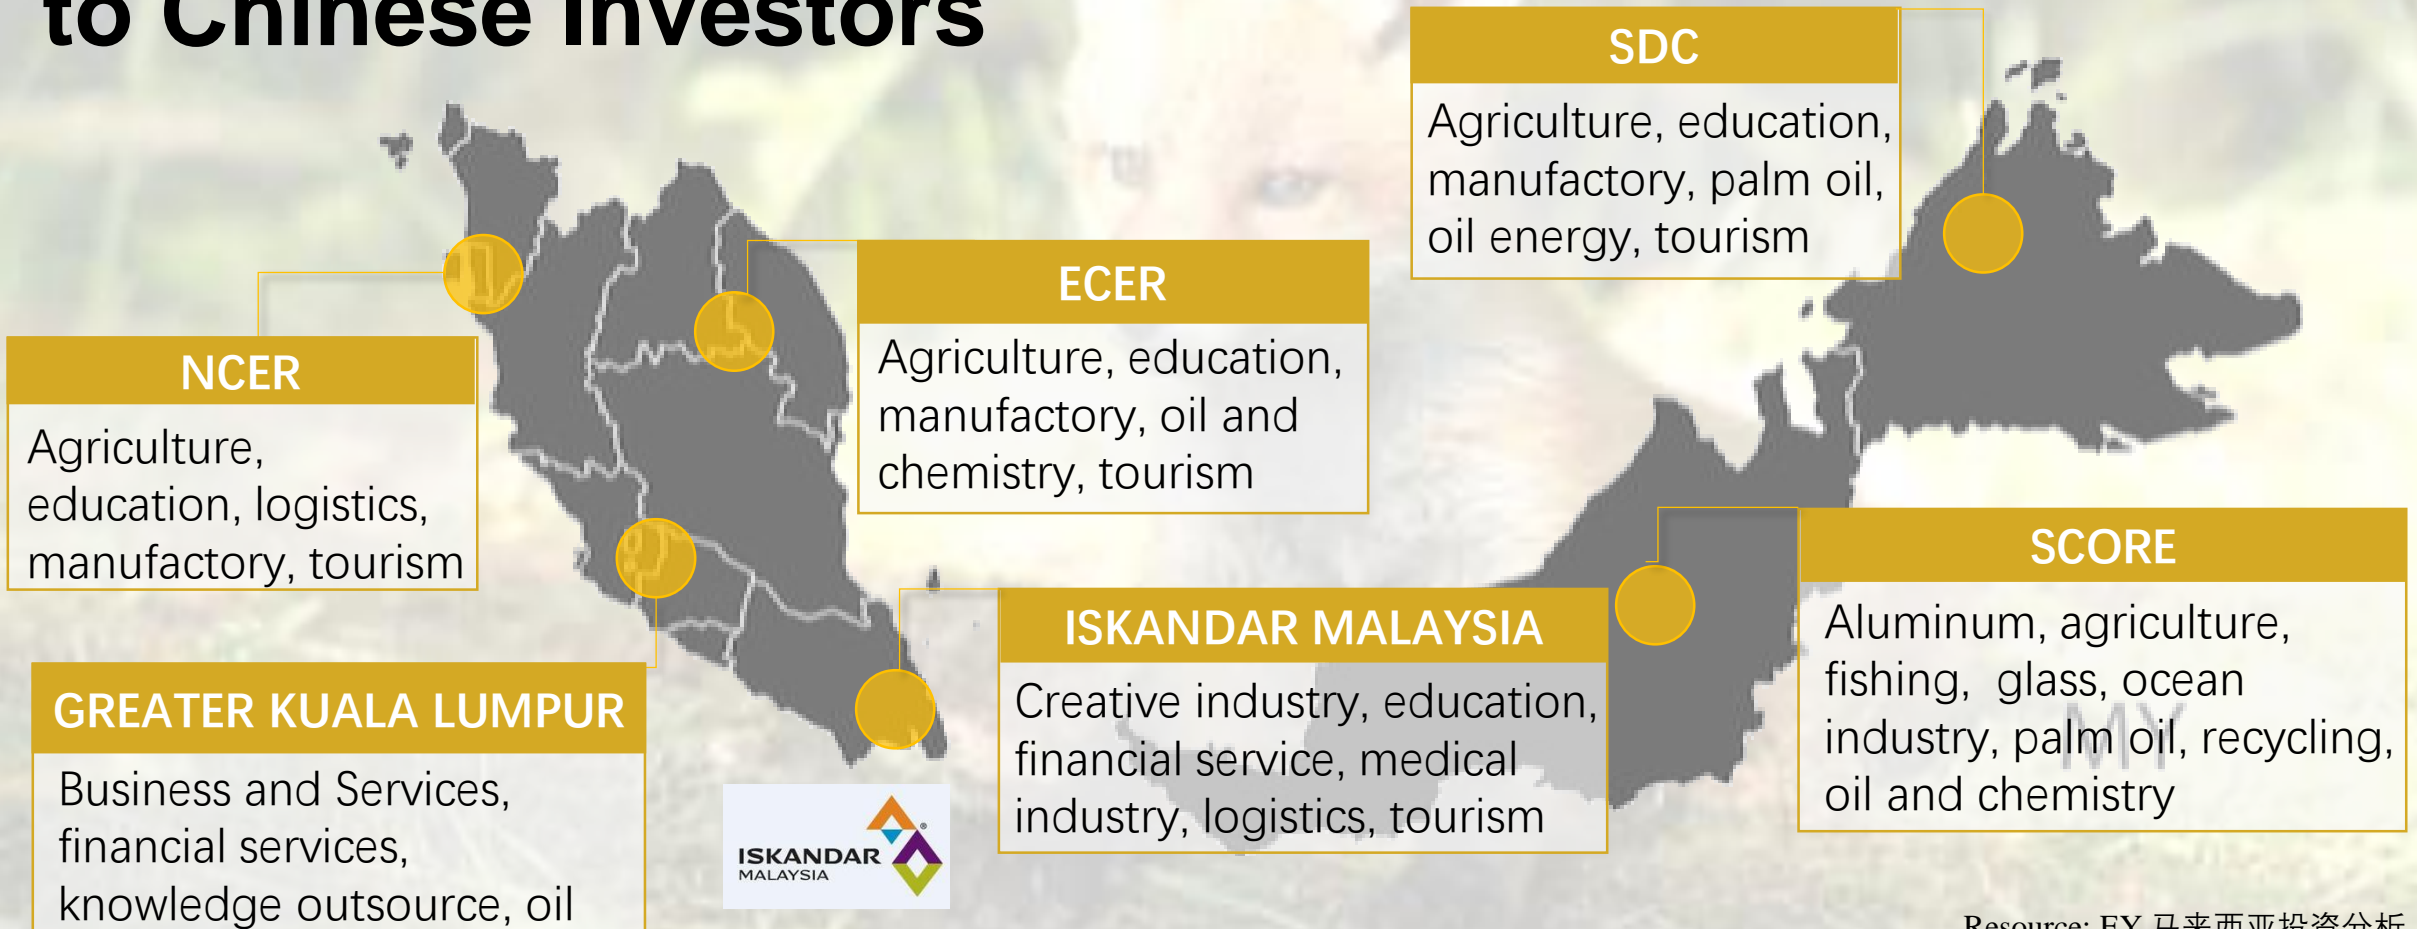 to Chinese Investors
SDC
Agriculture, education,
manufactory, palm oil,
oil energy, tourism
ECER
Agriculture, education,
manufactory, oil and
chemistry, tourism
NCER
Agriculture,
education, logistics,
manufactory, tourism
SCORE
Aluminum, agriculture,
fishing, glass, ocean
industry, palm oil, recycling,
oil and chemistry
MY
ISKANDAR MALAYSIA
Creative industry, education,
financial service, medical
industry, logistics, tourism
GREATER KUALA LUMPUR
Business and Services,
financial services,
knowledge outsource, oil
ISKANDAR
MALAYSIA
Resource: EY 马来西亚投资分析